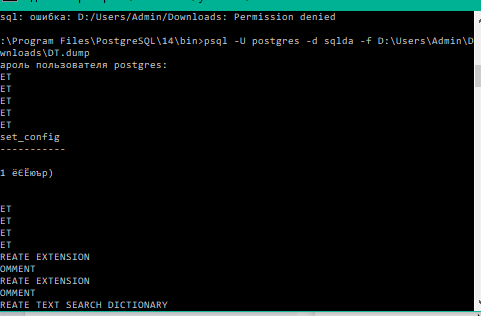 sql: ошибка: D:/Users/Admin/Downloads: Permission denied
:\Program Files\PostgreSQL\14\bin>psql -U postgres -d sqlda -f D:\Users\Admin\D
wnloads\DT.dump
ароль пользователя postgres:
ET
ET
ET
ET
ET
set_config
-----------
1 ёЄЁюър)
ET
ET
ET
ET
REATE EXTENSION
OMMENT
REATE EXTENSION
OMMENT
REATE TEXT SEARCH DICTIONARY